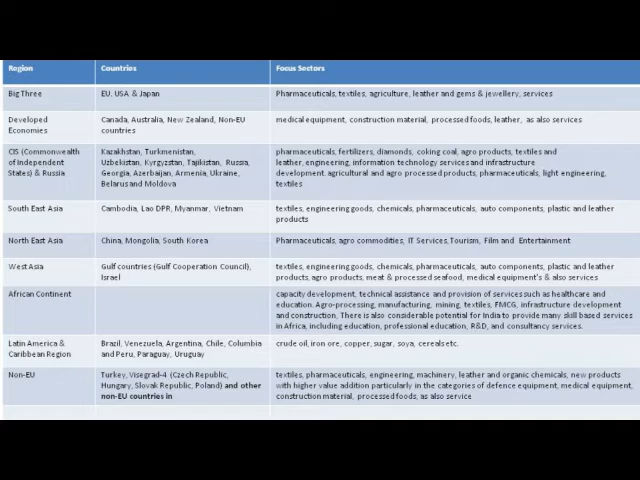 Region Countries Focus Sectors
Big Three EU. USA & Japan Pharmaceuticals, textiles, agriculture, leather and gems & jewellery; services
Developed Canada, Australia, New Zealand, Non-EU medical equipment, construction material, processed foods, leather, as also services
Economies countries
CIS (Commonwealth Kazakhstan, Turkmenistan, pharmaceuticals, fertilizers, diamonds, coking coal, agro products, textiles and
of Independent Uzbekistan, Kyrgyzstan, Tajikistan, Russia, leather, engineering, information technology services and infrastructure
States) & Russia Georgia, Azerbaijan, Armenia, Ukraine, development. agricultural and agro processed products, pharmaceuticals, light engineering,
Belarus and Moldova textiles
South East Asia Cambodia, Lao DPR, Myanmar, Vietnam textiles, engineering goods, chemicals, pharmaceuticals, auto components, plastic and leather
products
North East Asia China, Mongolia, South Korea Pharmaceuticals, agro commodities, IT Services, Tourism, Film and Entertainment
West Asia Gulf countries (Gulf Cooperation Council), textiles, engineering goods, chemicals, pharmaceuticals, auto components, plastic and leather
Israel products, agro products, meat & processed seafood, medical equipment's & also services
African Continent capacity development, technical assistance and provision of services such as healthcare and
education. Agro-processing, manufacturing, mining, textiles, FMCG, infrastructure development
and construction, There is also considerable potential for India to provide many skill based services
in Africa, including education, professional education, R&D, and consultancy services.
Latin America & Brazil, Venezuela, Argentina, Chile, Columbia crude oil, iron ore, copper, sugar, soya, cereals etc.
Caribbean Region and Peru, Paraguay, Uruguay
Non-EU Turkey, Visegrad-4 (Czech Republic, textiles, pharmaceuticals, engineering, machinery, leather and organic chemicals, new products
Hungary, Slovak Republic, Poland) and other with higher value addition particularly in the categories of defence equipment, medical equipment,
non-EU countries in construction material, processed foods, as also service